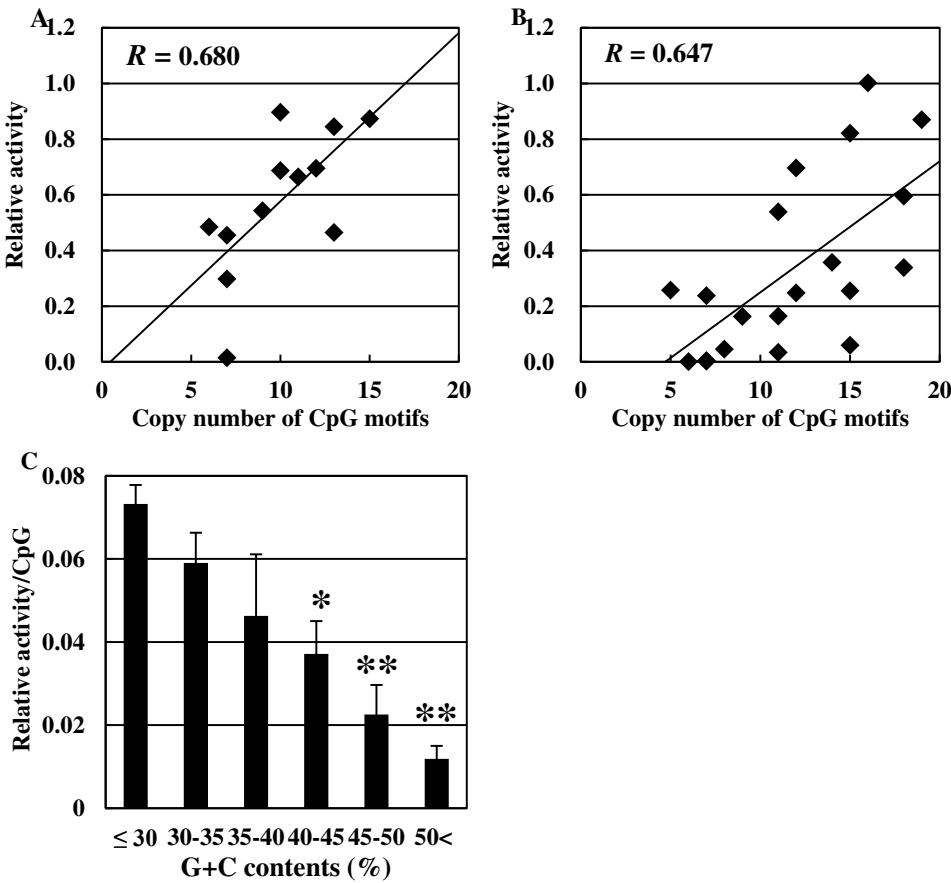 A
R = 0.680
Relative activity
1.2
1.0
0.8
0.6
0.4
0.2
0.0
0 5 10 15 20
Copy number of CpG motifs
B
R = 0.647
Relative activity
1.2
1.0
0.8
0.6
0.4
0.2
0.0
0 5 10 15 20
Copy number of CpG motifs
C
Relative activity/CpG
0.08
0.06
0.04
0.02
0
*
**
**
≤ 30 30-35 35-40 40-45 45-50 50<
G+C contents (%)